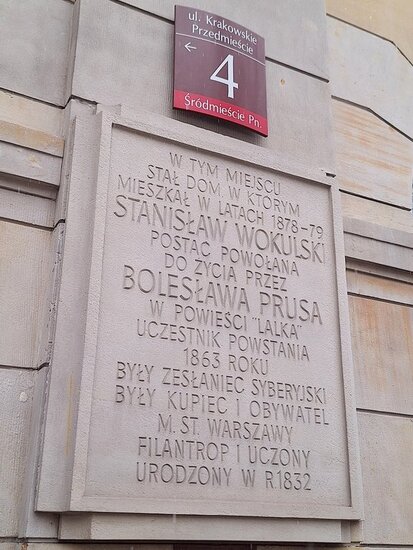 ul. Krakowskie
Przedmieście
← 4
Śródmieście Pn.
W TYM MIEJSCU
STAŁ DOM W KTÓRYM
MIESZKAŁ W LATACH 1878-79
STANISŁAW WOKULSKI
POSTAĆ POWOŁANA
DO ŻYCIA PRZEZ
BOLESŁAWA PRUSA
W POWIEŚCI "LALKA"
UCZESTNIK POWSTANIA
1863 ROKU
BYŁY ZESŁANIEC SYBERYJSKI
BYŁY KUPIEC I OBYWATEL
M. ST. WARSZAWY
FILANTROP I UCZONY
URODZONY W R 1832